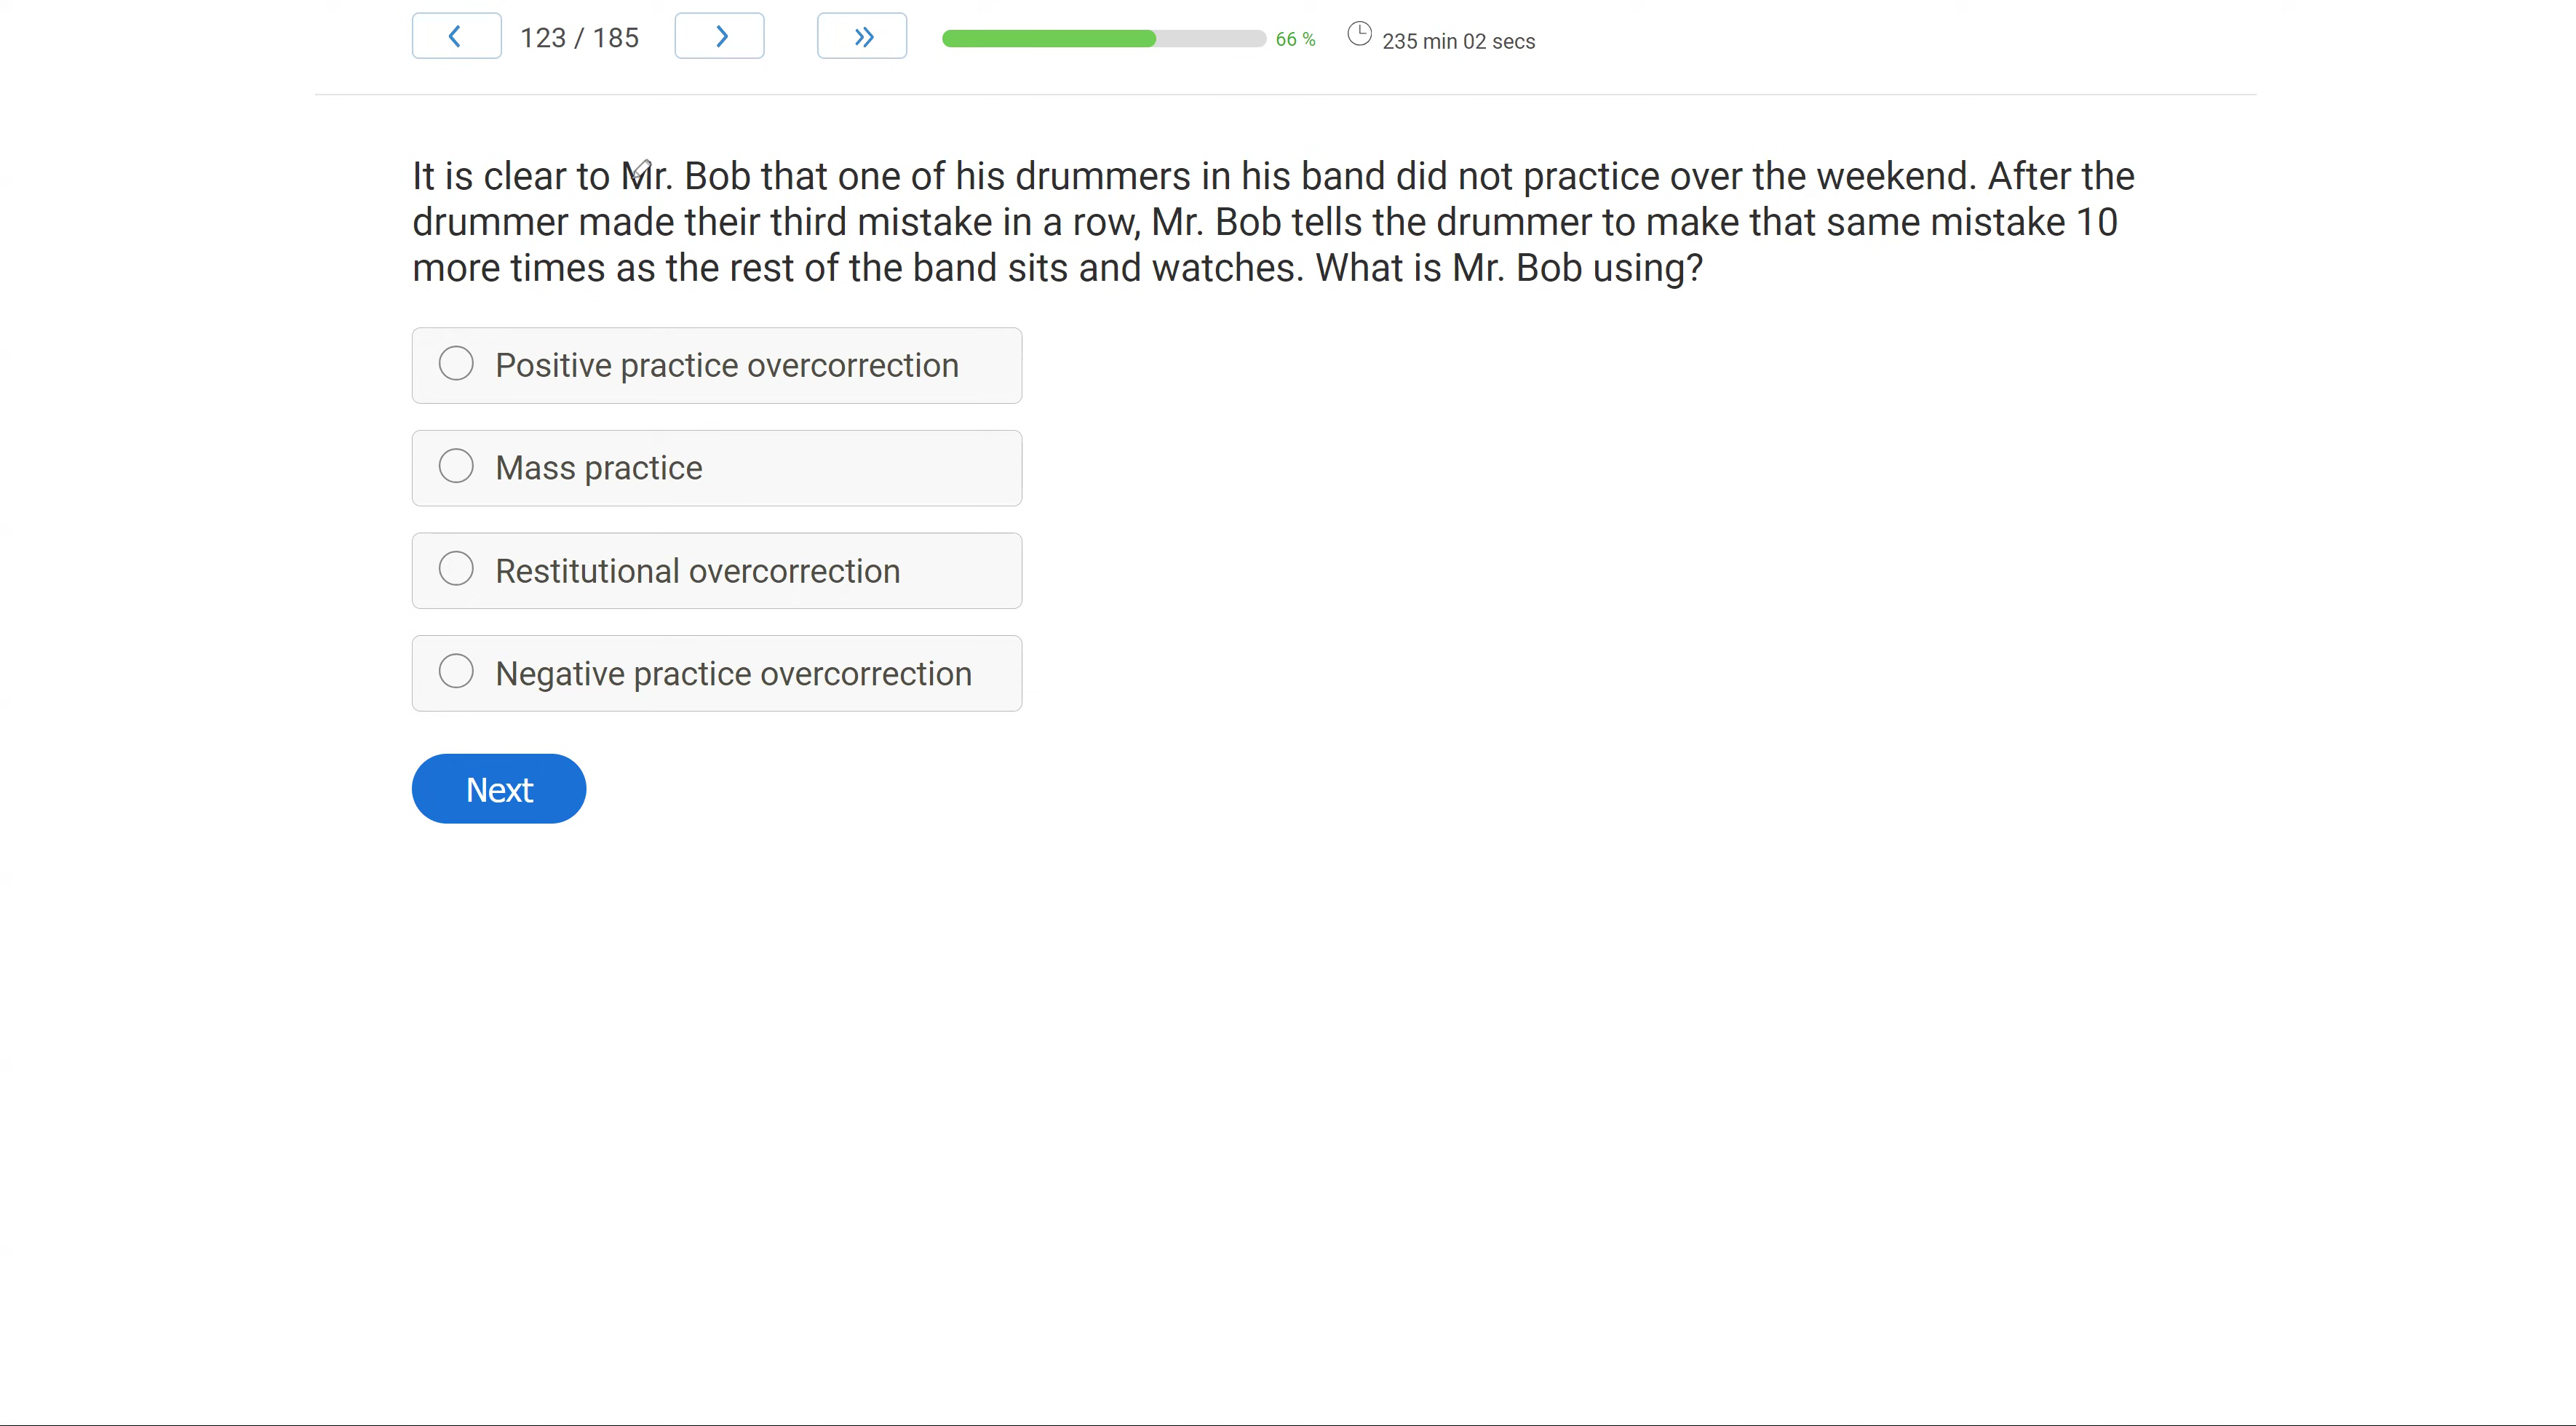 123 / 185
66 %
235 min 02 secs
It is clear to Mr. Bob that one of his drummers in his band did not practice over the weekend. After the
drummer made their third mistake in a row, Mr. Bob tells the drummer to make that same mistake 10
more times as the rest of the band sits and watches. What is Mr. Bob using?
Positive practice overcorrection
Mass practice
Restitutional overcorrection
Negative practice overcorrection
Next